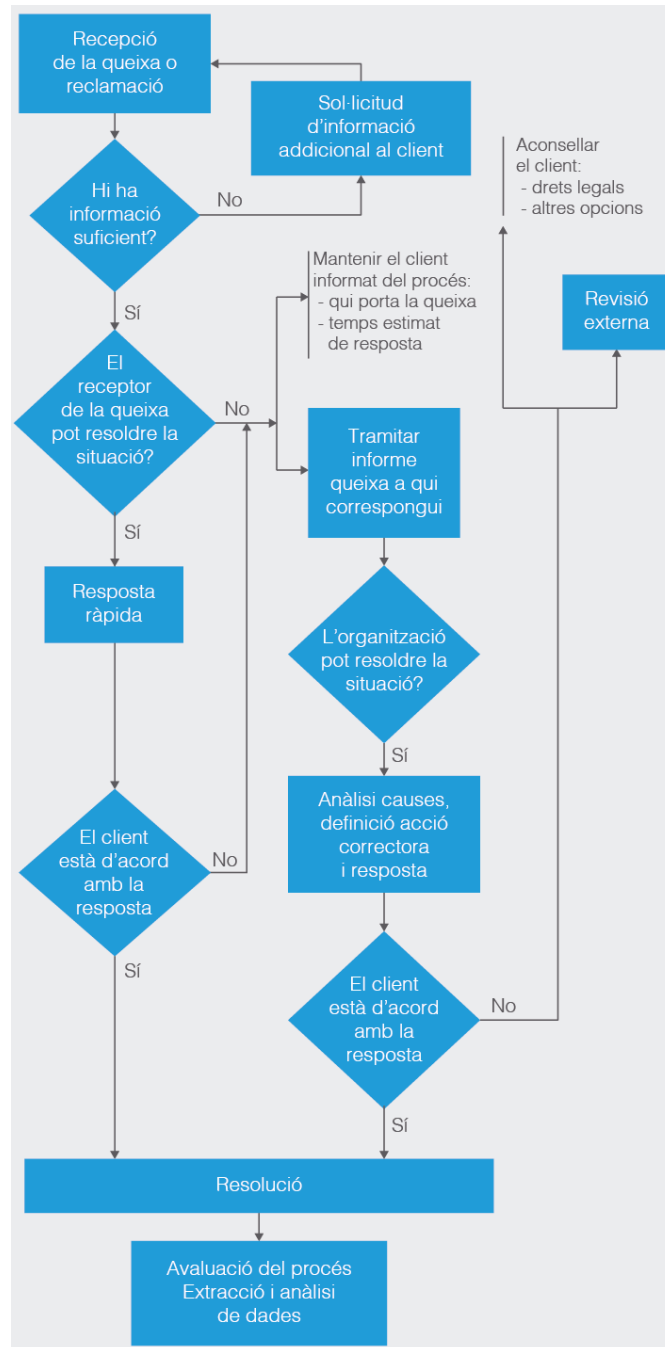 Recepció
de la queixa o
reclamació
Sol·licitud
d'informació
addicional al client
Hi ha
informació
suficient?
No
Sí
Aconsellar
el client:
- drets legals
- altres opcions
Mantenir el client
informat del procés:
- qui porta la queixa
- temps estimat
de resposta
Revisió
externa
El
receptor
de la queixa
pot resoldre la
situació?
No
Sí
Tramitar
informe
queixa a qui
correspongui
Resposta
ràpida
L'organització
pot resoldre la
situació?
Sí
Anàlisi causes,
definició acció
correctora
i resposta
El client
està d'acord
amb la
resposta
No
Sí
El client
està d'acord
amb la
resposta
No
Sí
Resolució
Avaluació del procés
Extracció i anàlisi
de dades